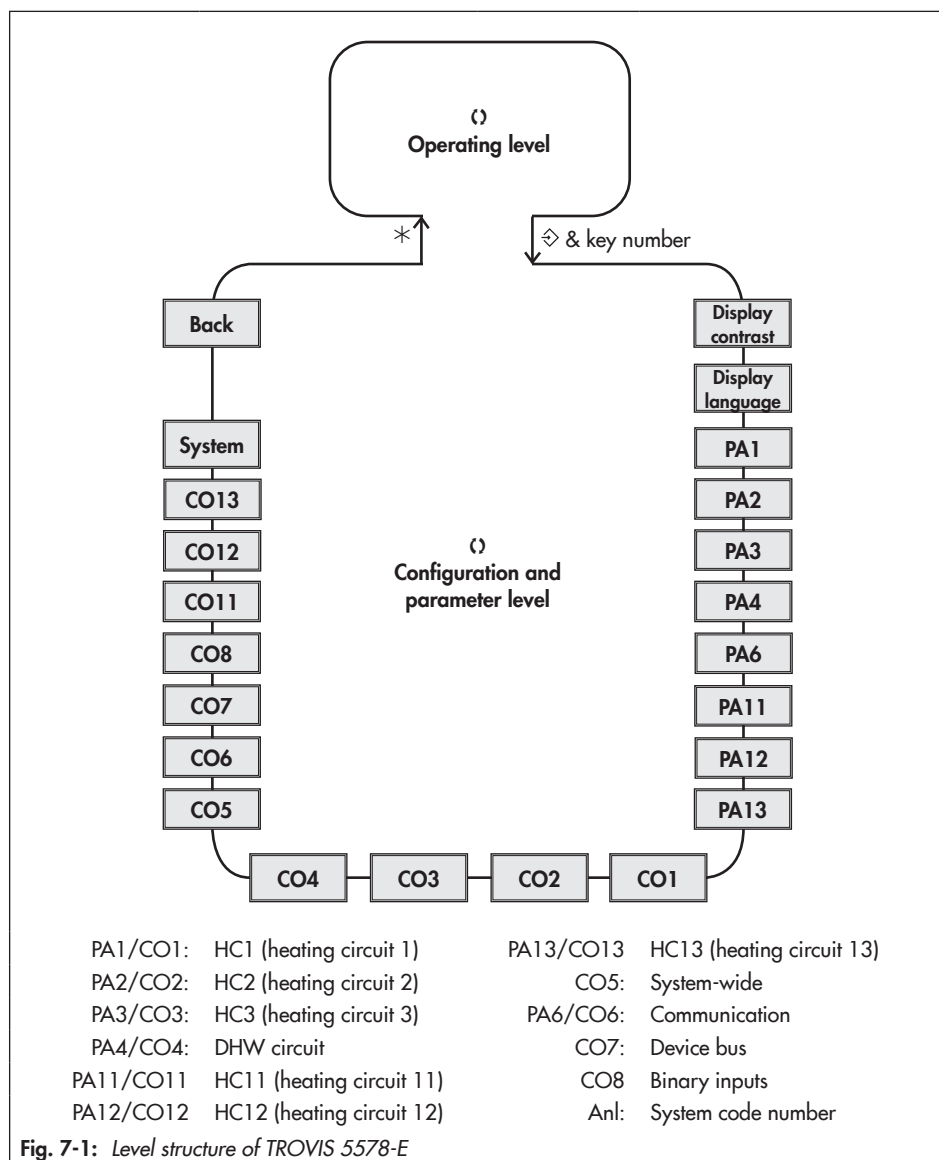 Operating level
* & key number
Back
Display contrast
Display language
System
PA1
CO13
PA2
CO12
Configuration and parameter level
PA3
CO11
PA4
CO8
PA6
CO7
PA11
CO6
PA12
CO5
PA13
CO4 CO3 CO2 CO1
PA1/CO1: HC1 (heating circuit 1)
PA2/CO2: HC2 (heating circuit 2)
PA3/CO3: HC3 (heating circuit 3)
PA4/CO4: DHW circuit
PA11/CO11 HC11 (heating circuit 11)
PA12/CO12 HC12 (heating circuit 12)
PA13/CO13 HC13 (heating circuit 13)
CO5: System-wide
PA6/CO6: Communication
CO7: Device bus
CO8 Binary inputs
Anl: System code number
Fig. 7-1: Level structure of TROVIS 5578-E